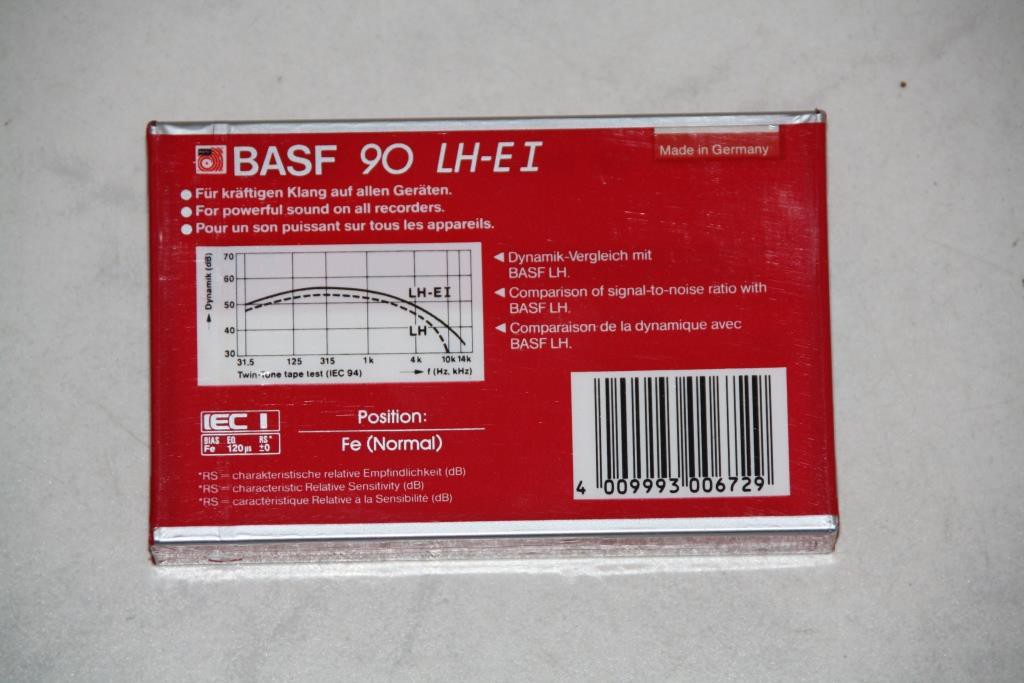 BASF 90 LH-E I
Made in Germany
Für kräftigen Klang auf allen Geräten.
For powerful sound on all recorders.
Pour un son puissant sur tous les appareils.
Dynamik (dB)
70
60
50
40
30
LH-EI
LH
31.5 125 315 1k 4k 10k 14k
Twin-Tone tape test (IEC 94) f (Hz, kHz)
Dynamik-Vergleich mit
BASF LH.
Comparison of signal-to-noise ratio with
BASF LH.
Comparaison de la dynamique avec
BASF LH.
IEC I
BIAS EQ RS*
Fe 120 µs ±0
Position:
Fe (Normal)
*RS = charakteristische relative Empfindlichkeit (dB)
*RS = characteristic Relative Sensitivity (dB)
*RS = caractéristique Relative à la Sensibilité (dB)
4 009993 006729